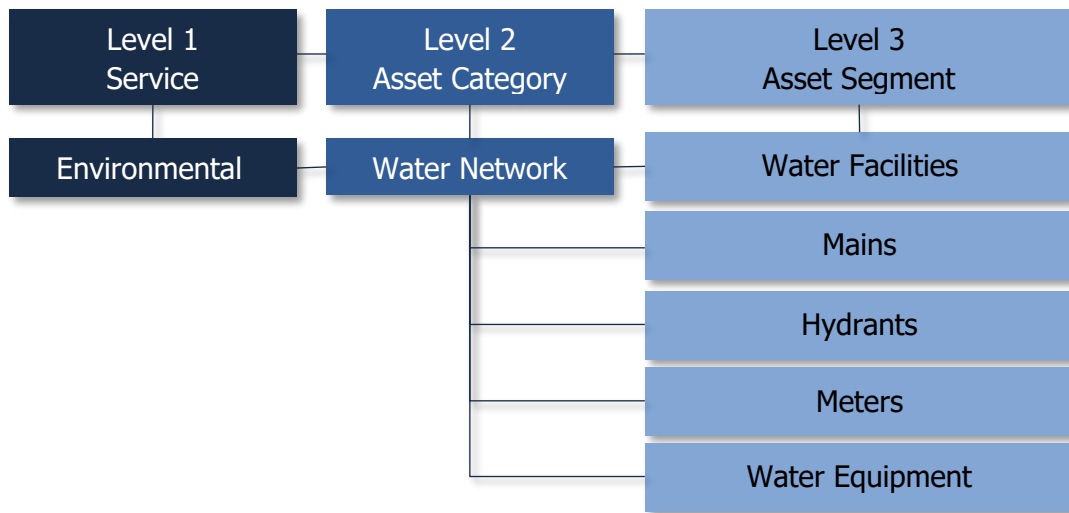 Level 1
Service
Level 2
Asset Category
Level 3
Asset Segment
Environmental
Water Network
Water Facilities
Mains
Hydrants
Meters
Water Equipment